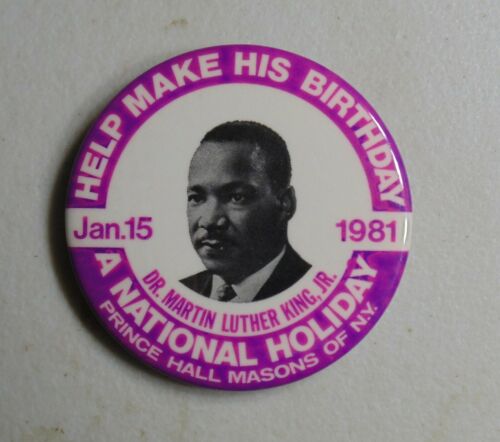 HELP MAKE HIS BIRTHDAY
Jan.15 1981
DR. MARTIN LUTHER KING, JR.
A NATIONAL HOLIDAY
PRINCE HALL MASONS OF N.Y.